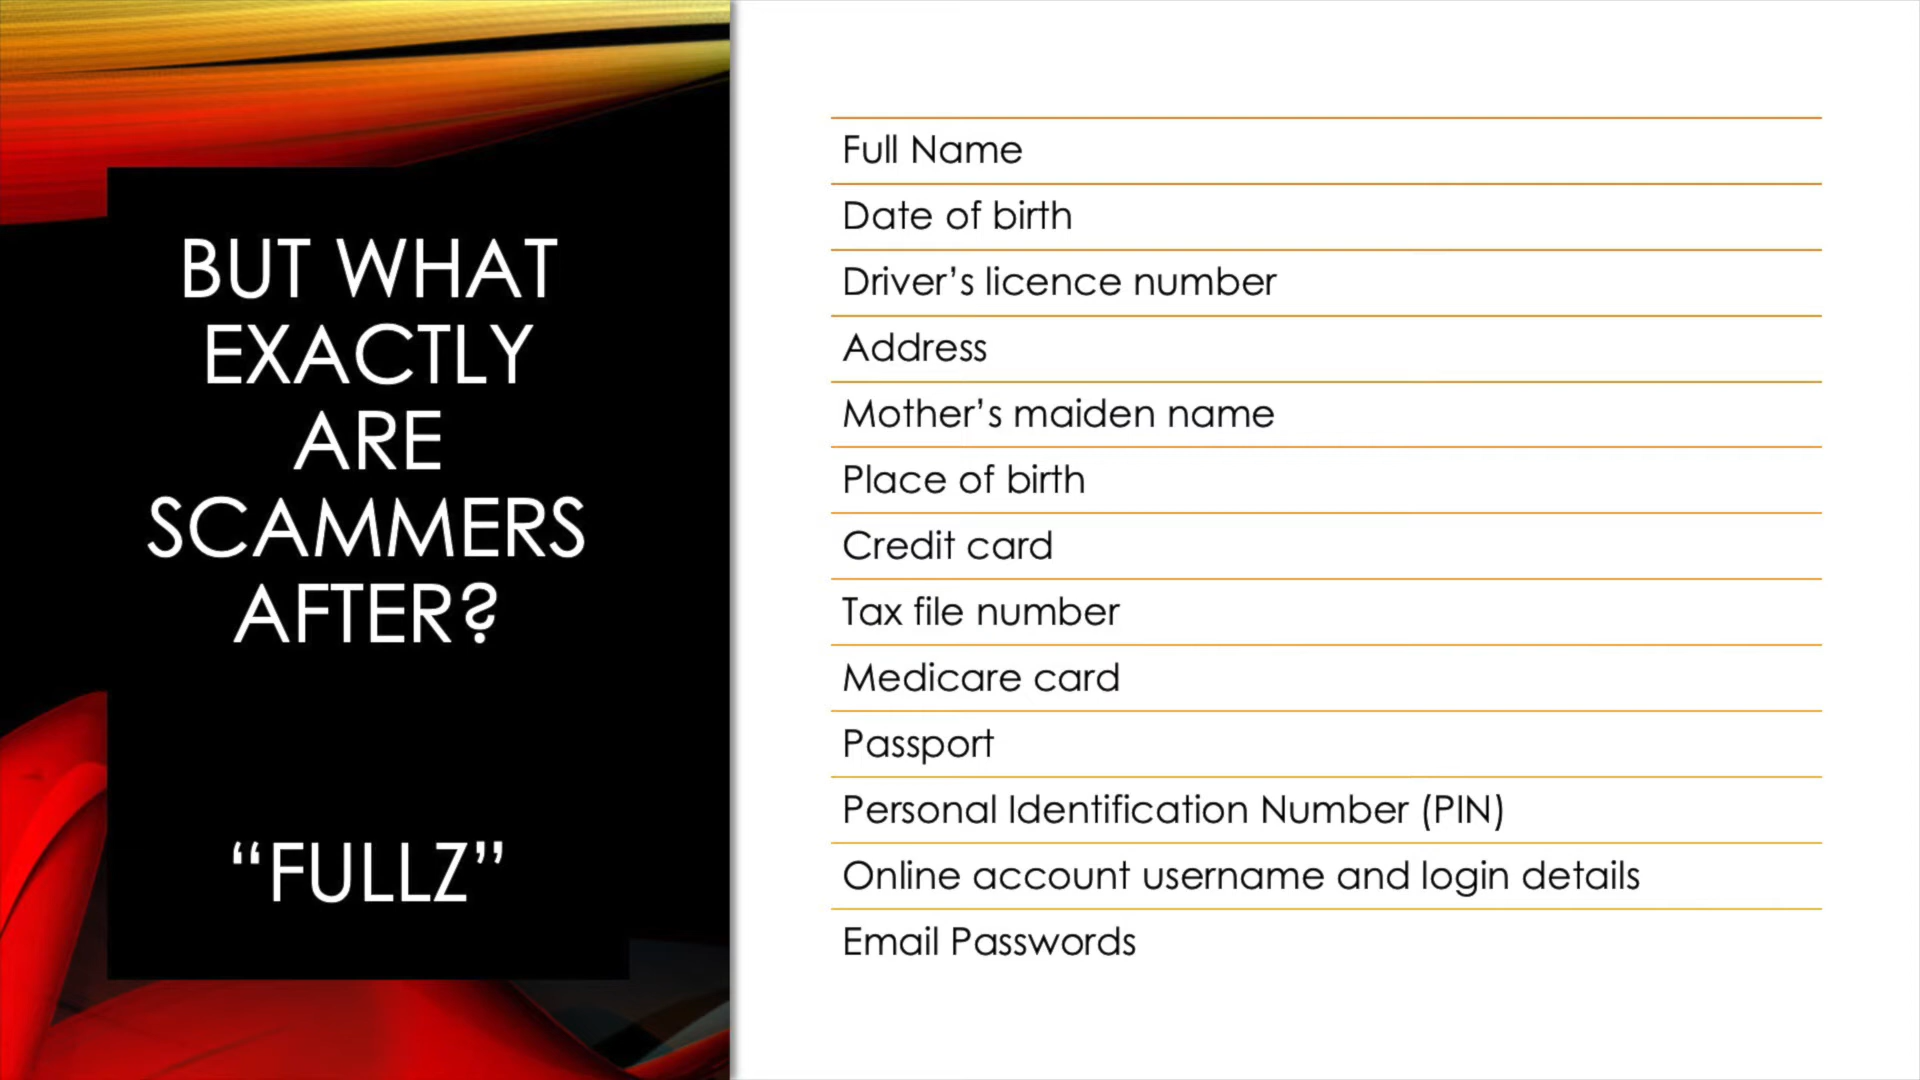 BUT WHAT
EXACTLY
ARE
SCAMMERS
AFTER?
“FULLZ”
Full Name
Date of birth
Driver’s licence number
Address
Mother’s maiden name
Place of birth
Credit card
Tax file number
Medicare card
Passport
Personal Identification Number (PIN)
Online account username and login details
Email Passwords